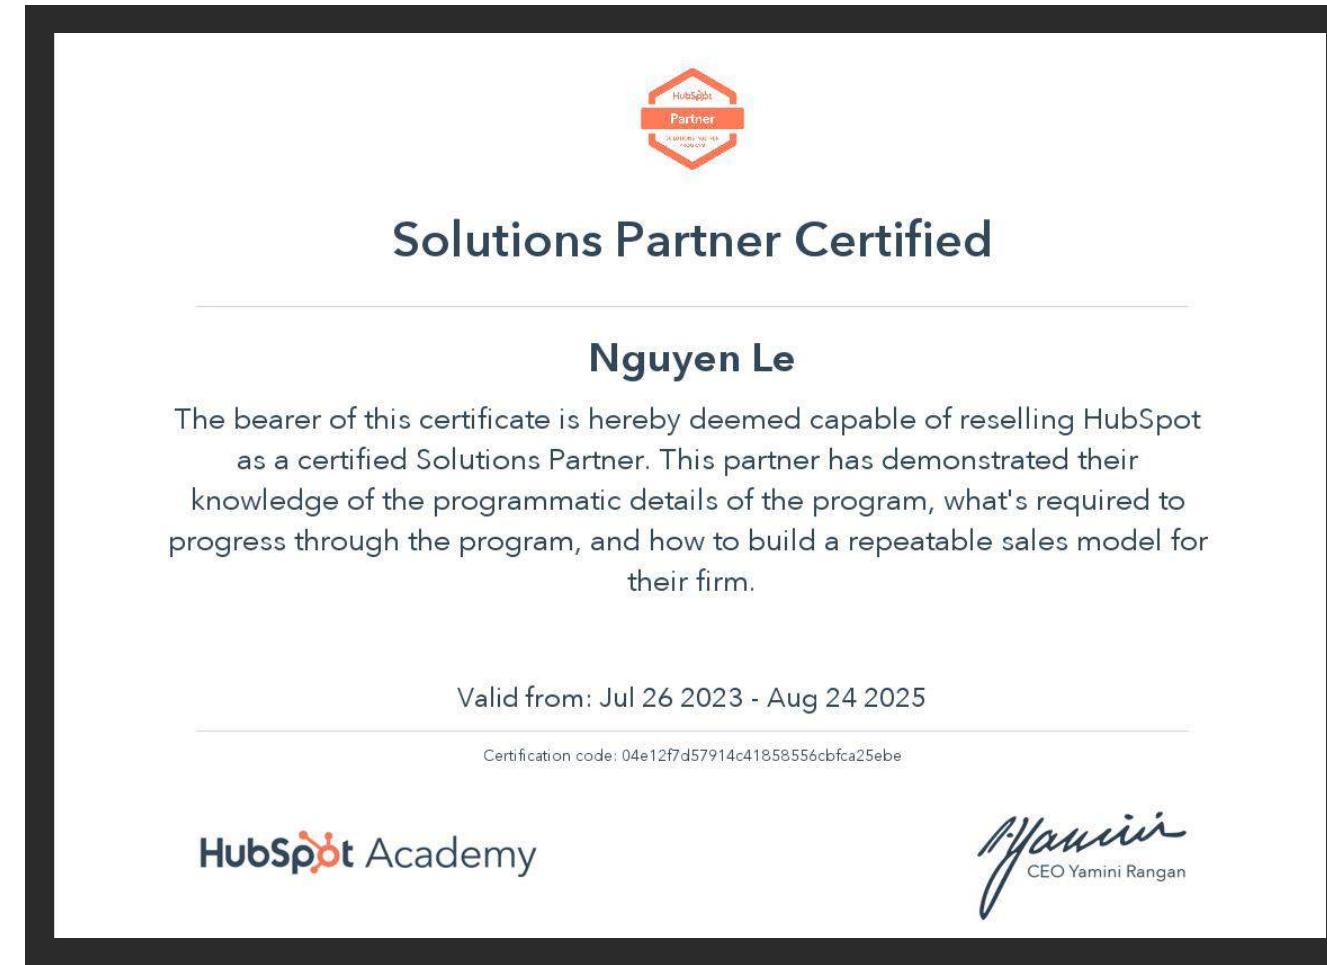 HubSpot
Partner
SOLUTIONS PARTNER
PROGRAM
Solutions Partner Certified
Nguyen Le
The bearer of this certificate is hereby deemed capable of reselling HubSpot
as a certified Solutions Partner. This partner has demonstrated their
knowledge of the programmatic details of the program, what's required to
progress through the program, and how to build a repeatable sales model for
their firm.
Valid from: Jul 26 2023 - Aug 24 2025
Certification code: 04e12f7d57914c41858556cbfca25ebe
HubSpot Academy
CEO Yamini Rangan